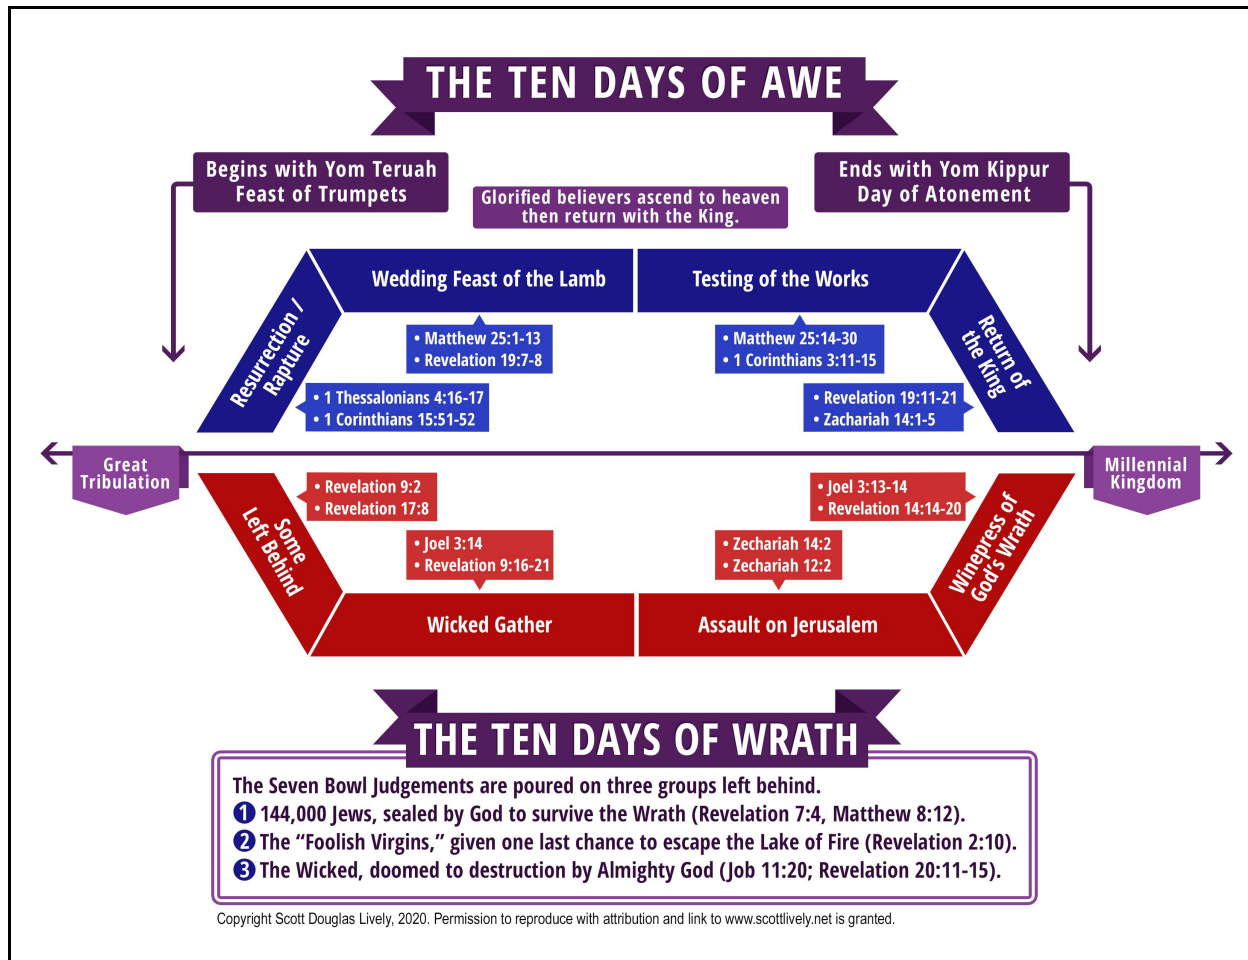 THE TEN DAYS OF AWE
Begins with Yom Teruah
Feast of Trumpets
Ends with Yom Kippur
Day of Atonement
Glorified believers ascend to heaven
then return with the King.
Resurrection /
Rapture
Wedding Feast of the Lamb
Testing of the Works
Return of
the King
• Matthew 25:1-13
• Revelation 19:7-8
• Matthew 25:14-30
• 1 Corinthians 3:11-15
• 1 Thessalonians 4:16-17
• 1 Corinthians 15:51-52
• Revelation 19:11-21
• Zachariah 14:1-5
Great
Tribulation
Millennial
Kingdom
Some
Left Behind
• Revelation 9:2
• Revelation 17:8
• Joel 3:13-14
• Revelation 14:14-20
Winepress of
God's Wrath
• Joel 3:14
• Revelation 9:16-21
• Zechariah 14:2
• Zechariah 12:2
Wicked Gather
Assault on Jerusalem
THE TEN DAYS OF WRATH
The Seven Bowl Judgements are poured on three groups left behind.
1 144,000 Jews, sealed by God to survive the Wrath (Revelation 7:4, Matthew 8:12).
2 The “Foolish Virgins,” given one last chance to escape the Lake of Fire (Revelation 2:10).
3 The Wicked, doomed to destruction by Almighty God (Job 11:20; Revelation 20:11-15).
Copyright Scott Douglas Lively, 2020. Permission to reproduce with attribution and link to www.scottlively.net is granted.